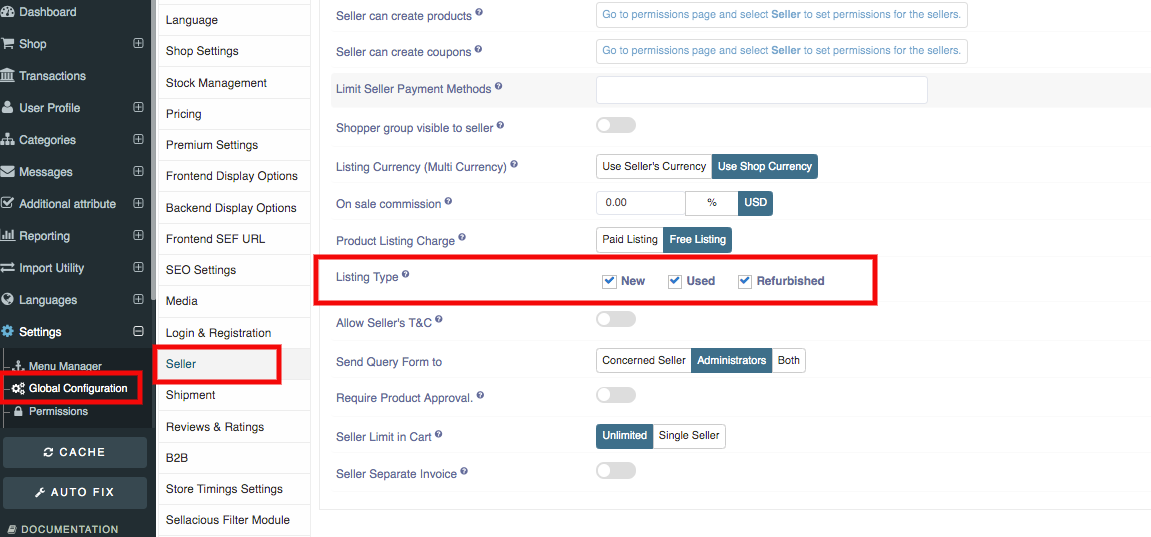 Dashboard
Shop
Transactions
User Profile
Categories
Messages
Additional attribute
Reporting
Import Utility
Languages
Settings
Menu Manager
Global Configuration
Permissions
CACHE
AUTO FIX
DOCUMENTATION
Language
Shop Settings
Stock Management
Pricing
Premium Settings
Frontend Display Options
Backend Display Options
Frontend SEF URL
SEO Settings
Media
Login & Registration
Seller
Shipment
Reviews & Ratings
B2B
Store Timings Settings
Sellacious Filter Module
Seller can create products ? Go to permissions page and select Seller to set permissions for the sellers.
Seller can create coupons ? Go to permissions page and select Seller to set permissions for the sellers.
Limit Seller Payment Methods ?
Shopper group visible to seller ?
Listing Currency (Multi Currency) ? Use Seller's Currency Use Shop Currency
On sale commission ? 0.00 % USD
Product Listing Charge ? Paid Listing Free Listing
Listing Type ? New Used Refurbished
Allow Seller's T&C ?
Send Query Form to Concerned Seller Administrators Both
Require Product Approval. ?
Seller Limit in Cart ? Unlimited Single Seller
Seller Separate Invoice ?